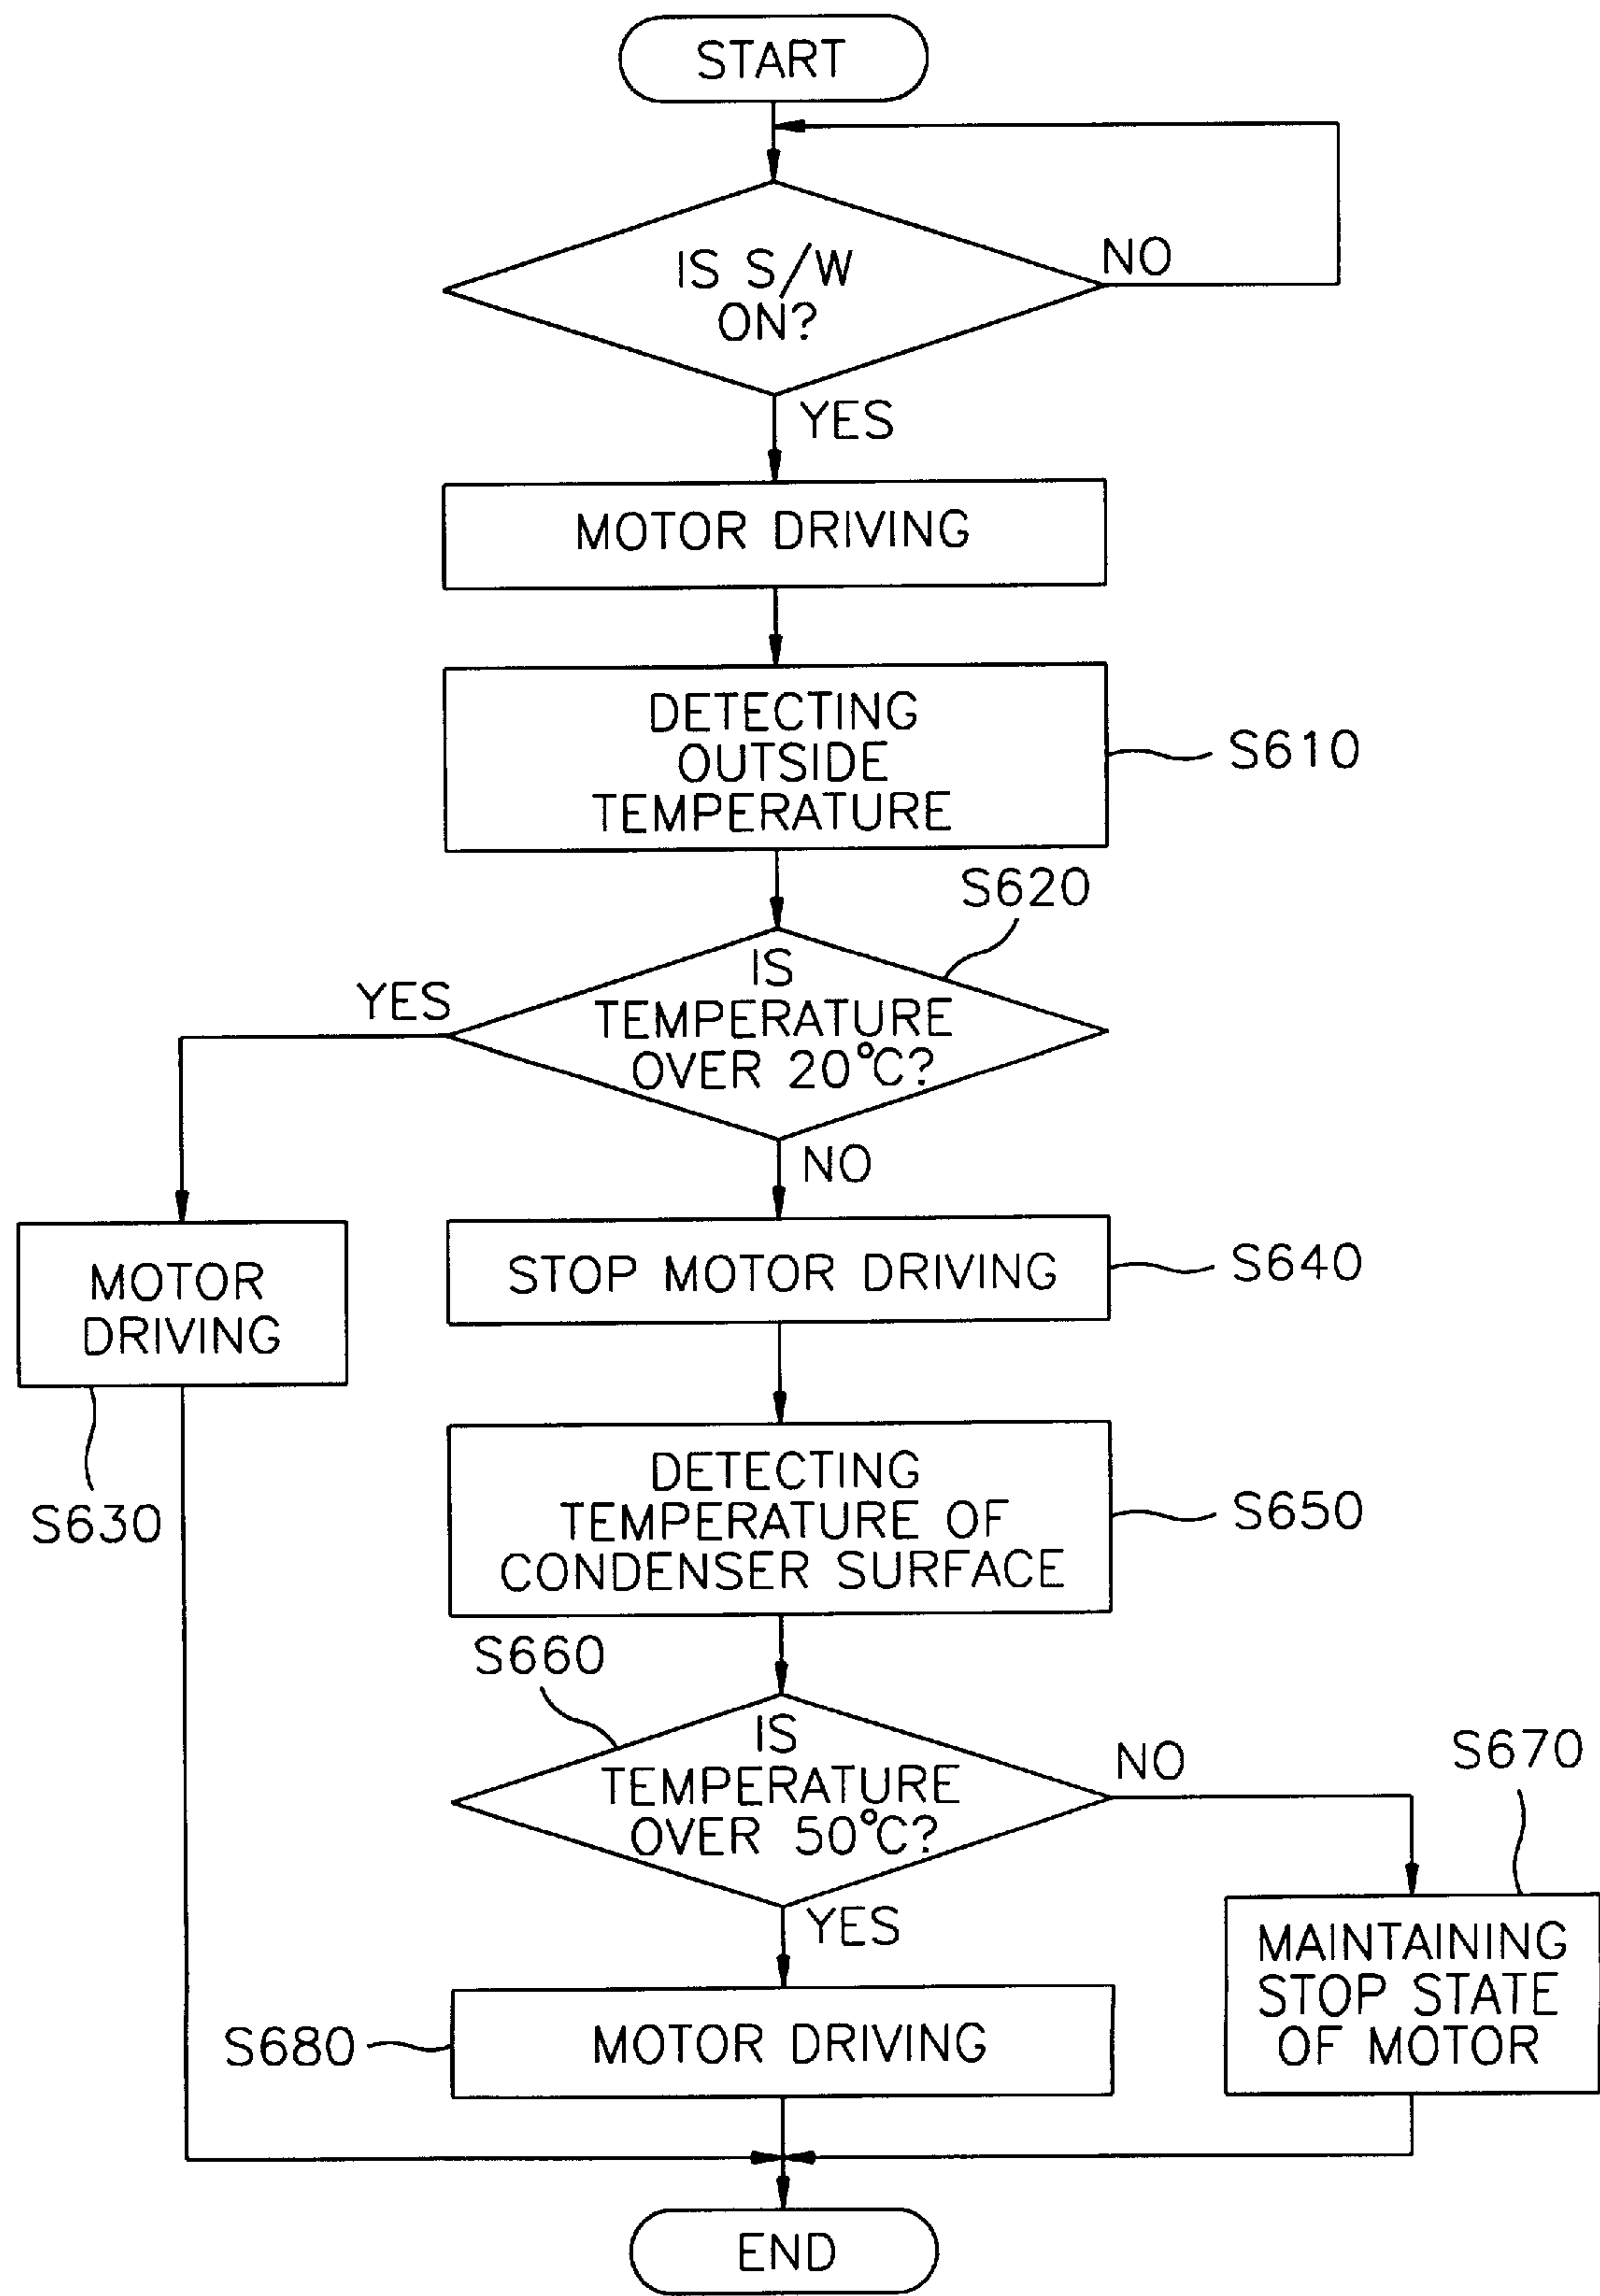 START
IS S/W
ON?
NO
YES
MOTOR DRIVING
DETECTING
OUTSIDE
TEMPERATURE
S610
S620
IS
TEMPERATURE
OVER 20°C?
YES
NO
MOTOR
DRIVING
S630
STOP MOTOR DRIVING
S640
DETECTING
TEMPERATURE OF
CONDENSER SURFACE
S650
S660
IS
TEMPERATURE
OVER 50°C?
NO
S670
YES
MAINTAINING
STOP STATE
OF MOTOR
S680
MOTOR DRIVING
END